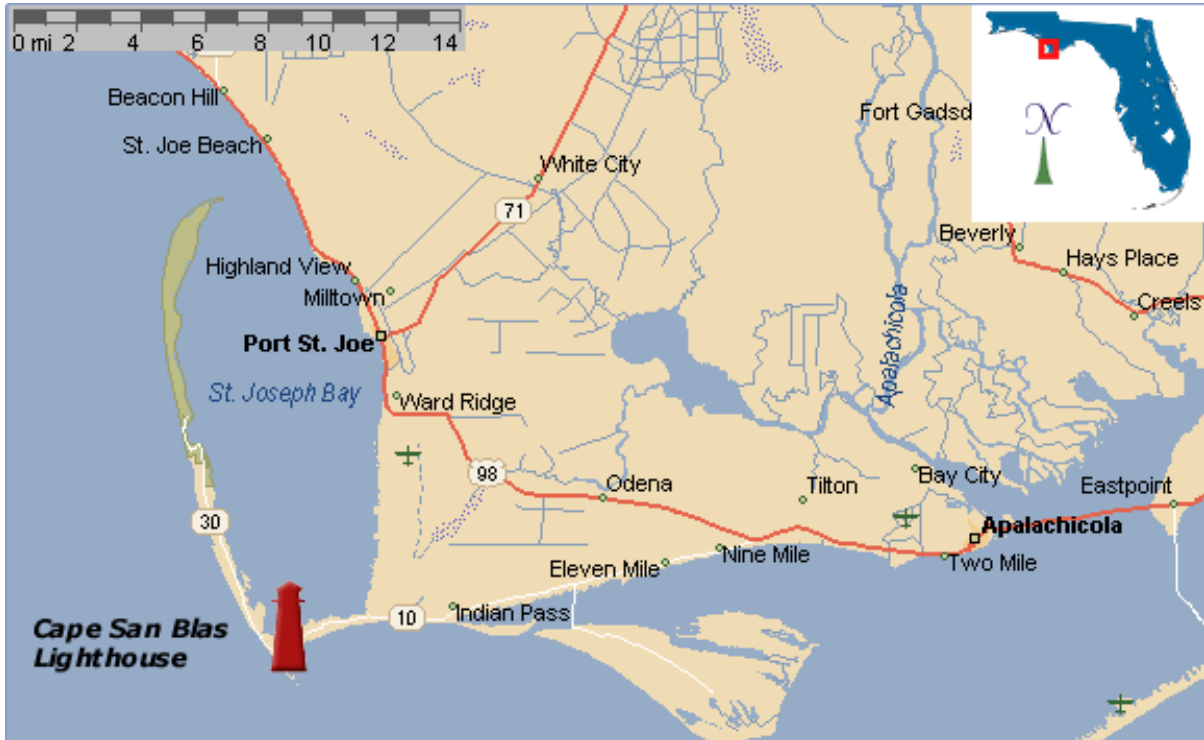 0 mi 2 4 6 8 10 12 14
Beacon Hill
St. Joe Beach
White City
Fort Gadsd
71
Beverly
Hays Place
Highland View
Milltown
Creels
Apalachicola
Port St. Joe
St. Joseph Bay
Ward Ridge
98
Odena
Tilton
Bay City
Eastpoint
30
Apalachicola
Nine Mile
Two Mile
Eleven Mile
Indian Pass
10
Cape San Blas
Lighthouse
N